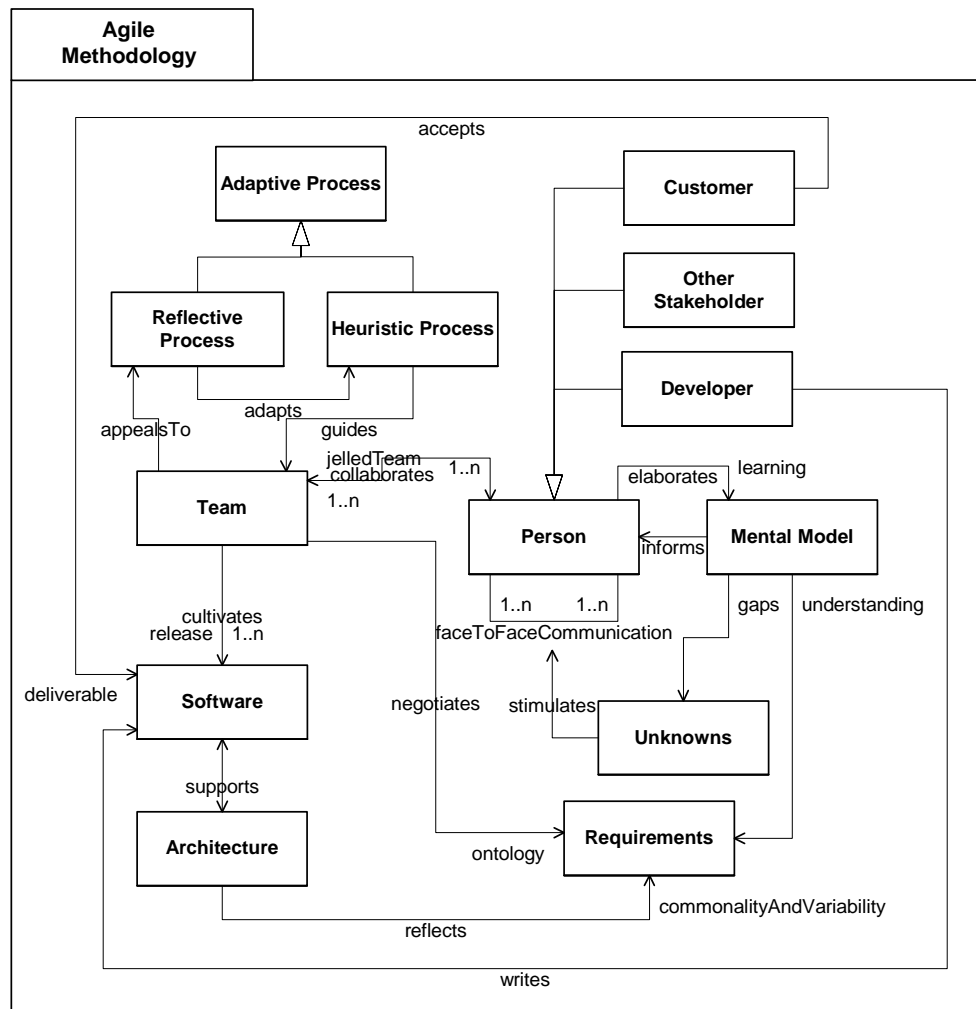 Agile
Methodology
accepts
Adaptive Process
Customer
Other
Stakeholder
Reflective
Process
Heuristic Process
Developer
adapts
appealsTo
guides
jelledTeam
collaborates
1..n
1..n
elaborates
learning
Team
Person
informs
Mental Model
1..n
1..n
gaps
understanding
cultivates
release
1..n
faceToFaceCommunication
deliverable
Software
negotiates
stimulates
Unknowns
supports
Architecture
ontology
Requirements
commonalityAndVariability
reflects
writes